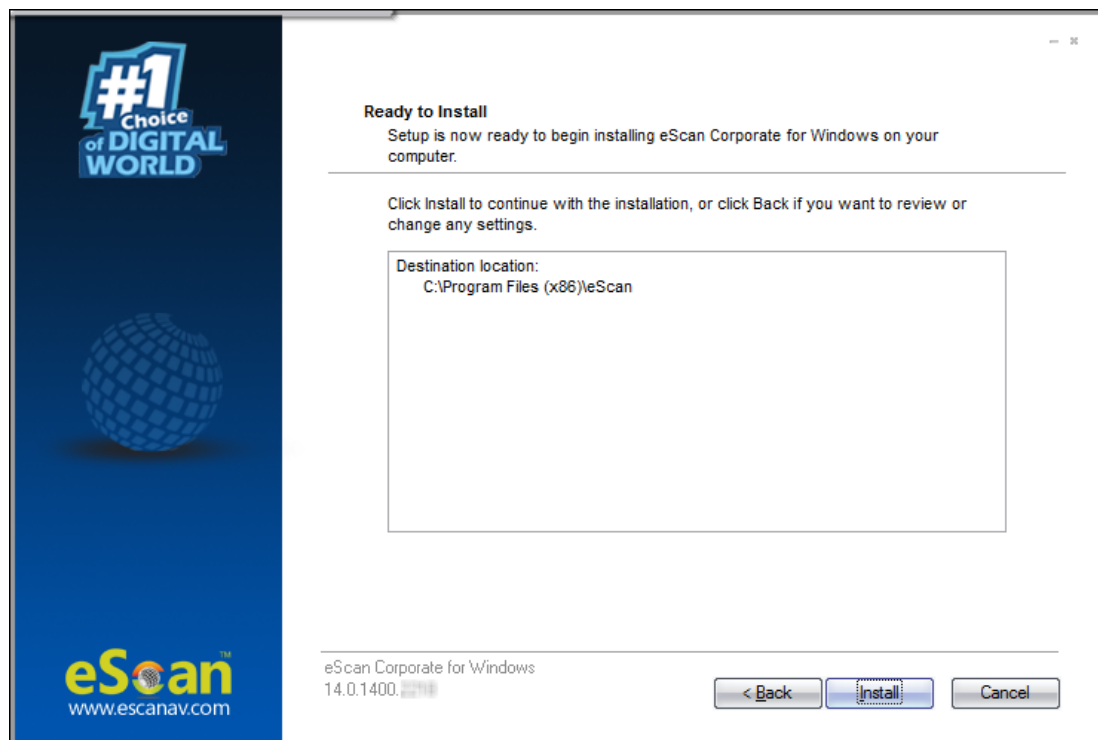 #1
Choice
of DIGITAL
WORLD
Ready to Install
Setup is now ready to begin installing eScan Corporate for Windows on your
computer.
Click Install to continue with the installation, or click Back if you want to review or
change any settings.
Destination location:
C:\Program Files (x86)\eScan
eScan™
www.escanav.com
eScan Corporate for Windows
14.0.1400.
< Back
Install
Cancel